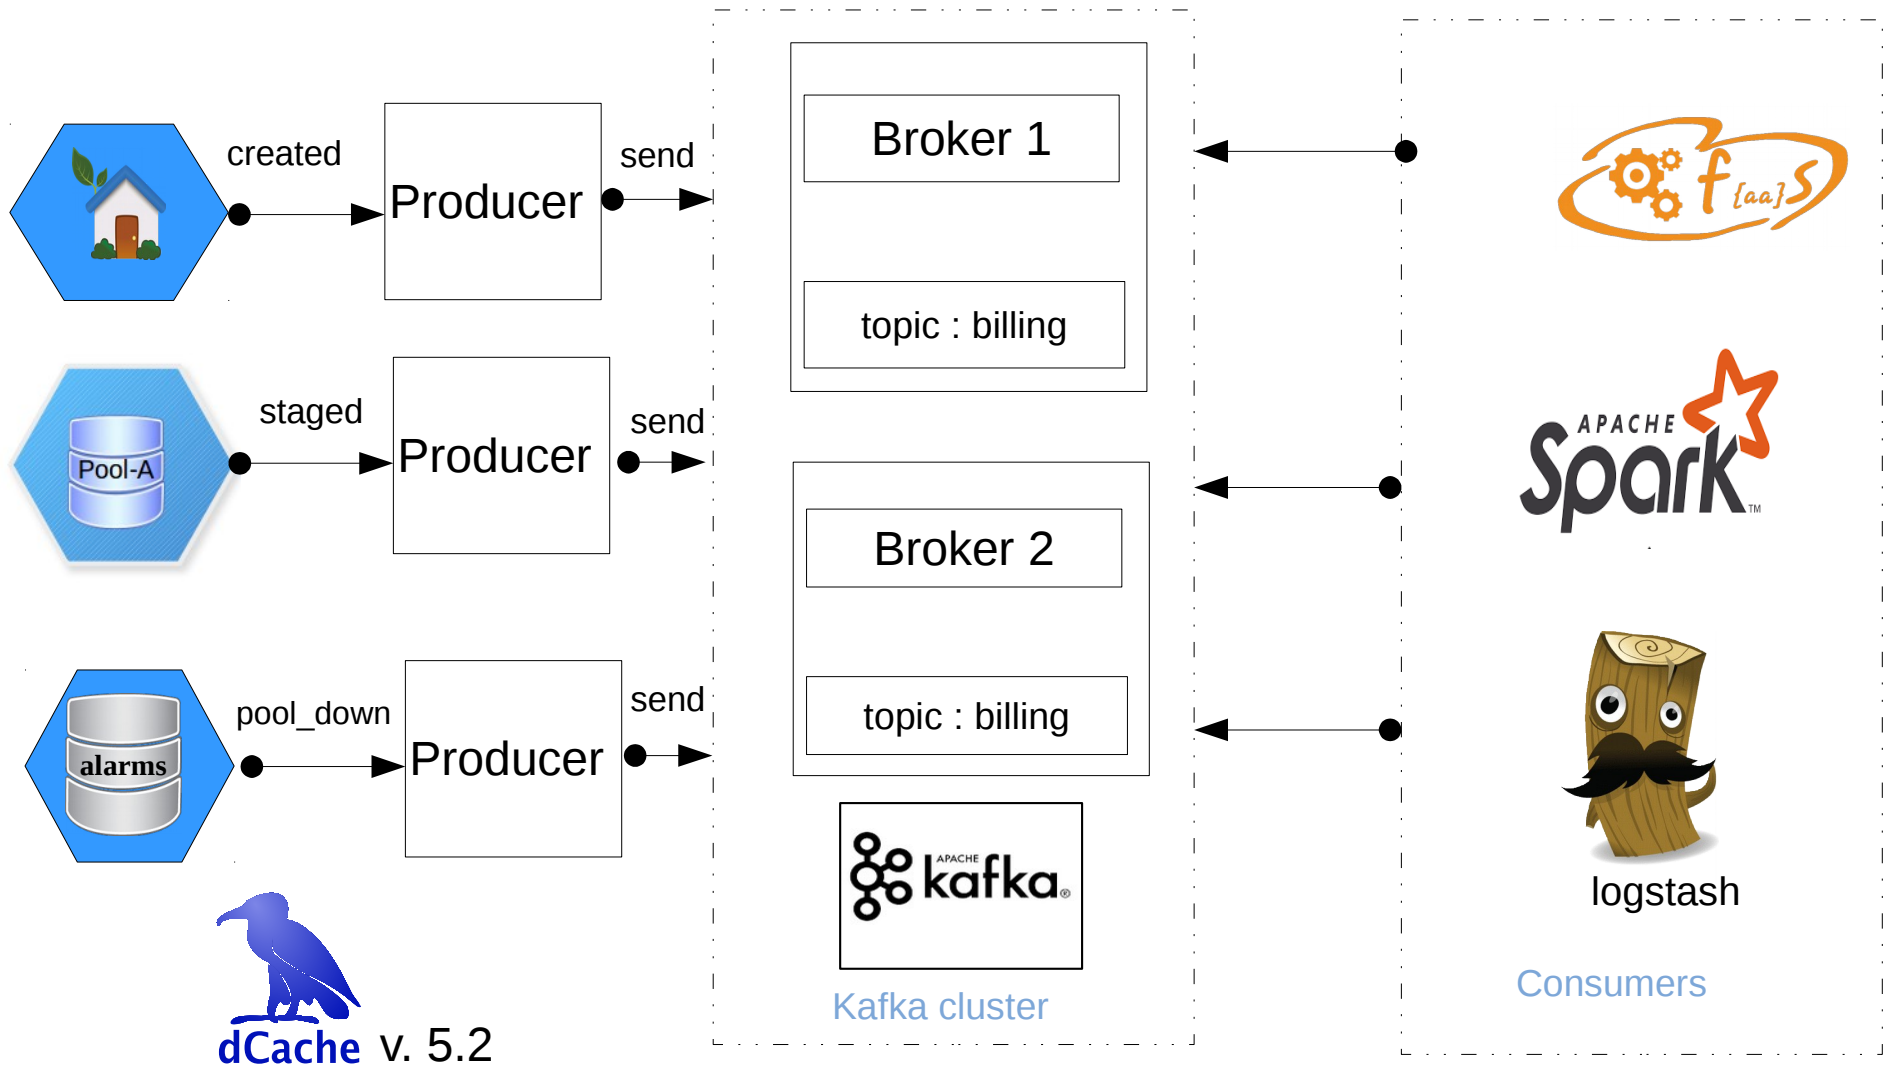 created
Producer
send
Broker 1
topic : billing
f {aa} s
Pool-A
staged
Producer
send
APACHE
Spark™
Broker 2
topic : billing
alarms
pool_down
Producer
send
APACHE
kafka®
logstash
dCache v. 5.2
Kafka cluster
Consumers